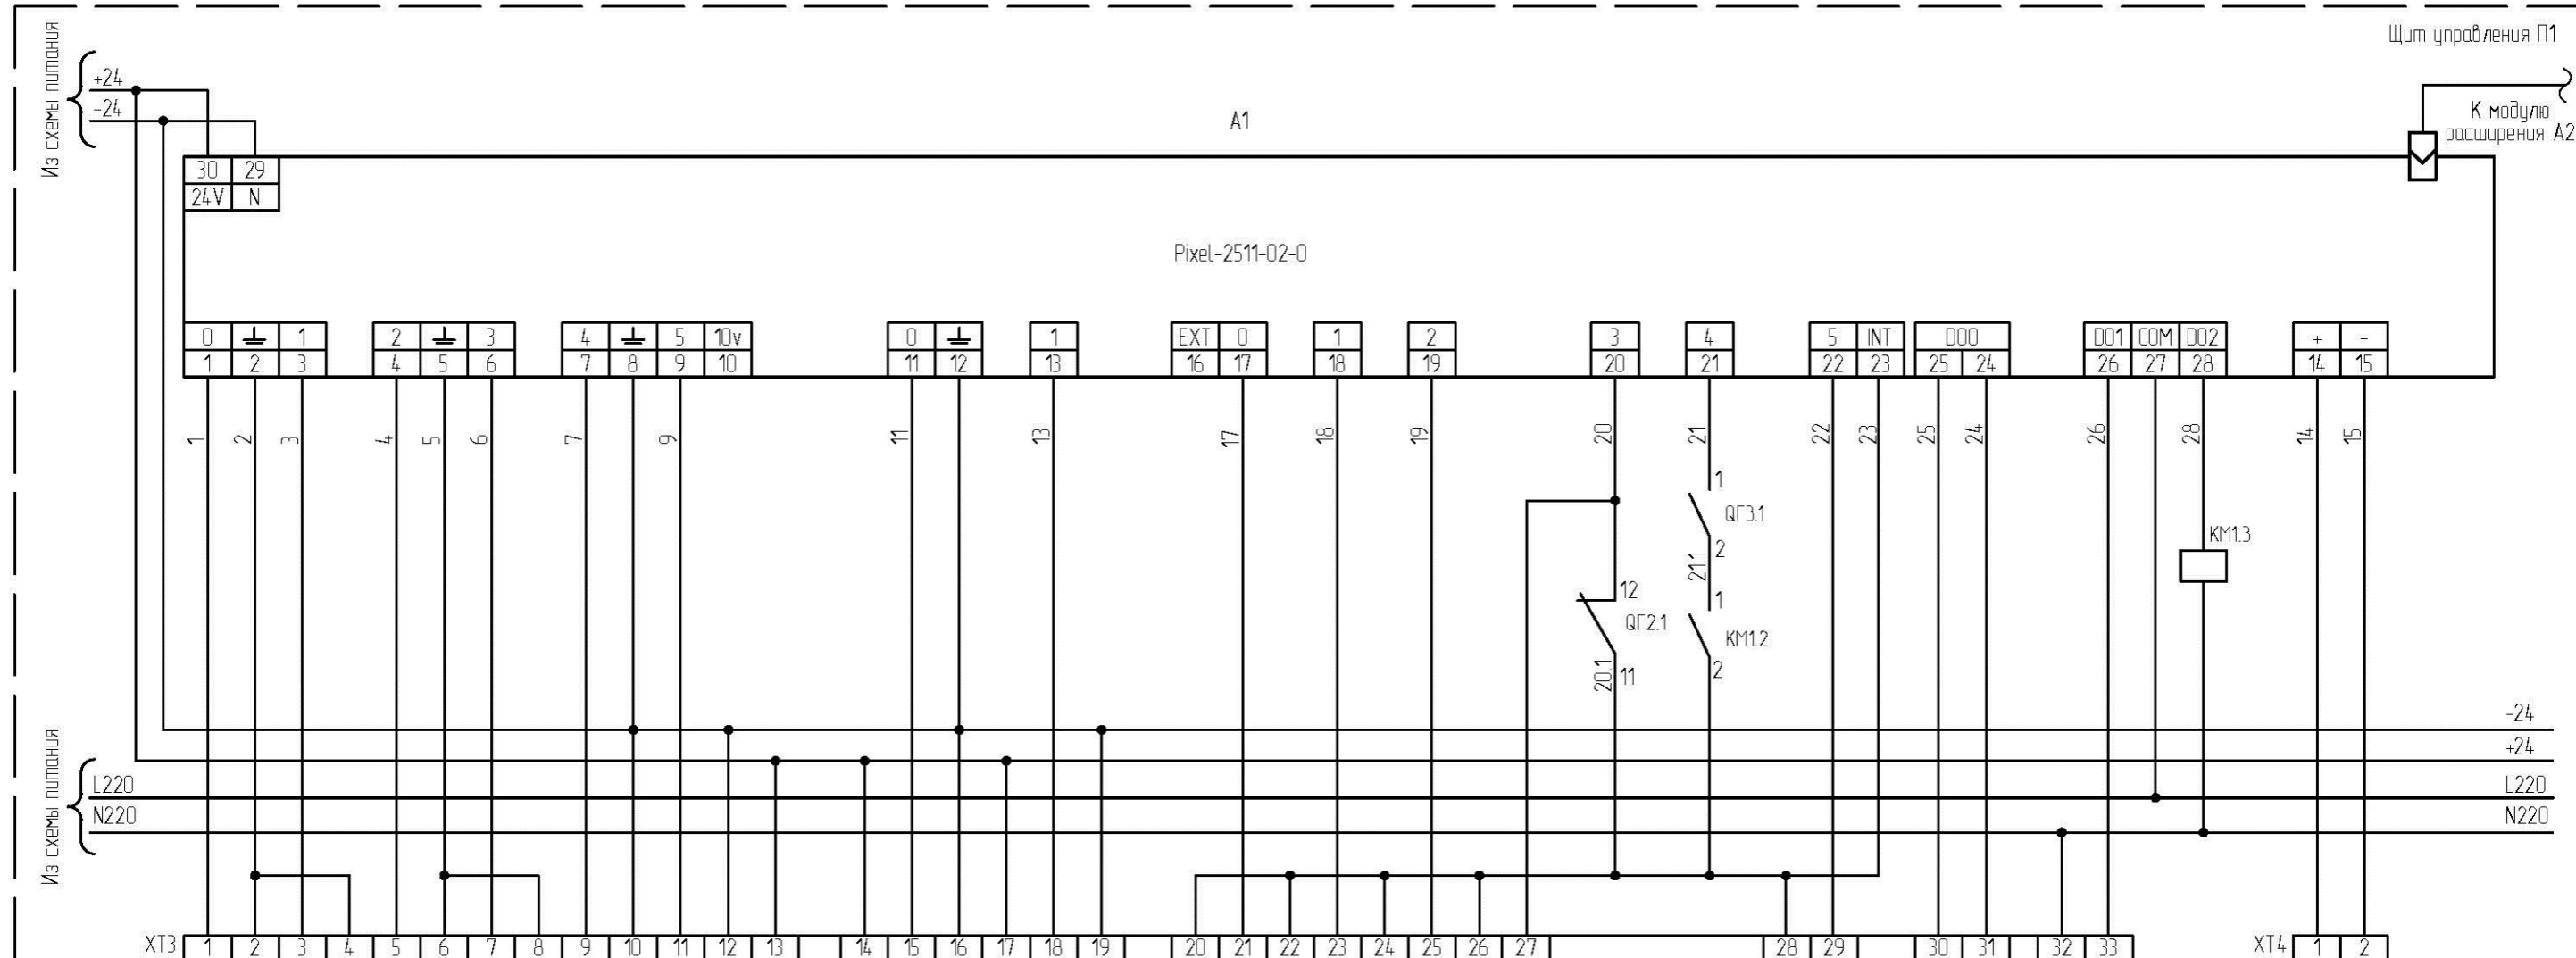 Щит управления П1
Из схемы питания
+24
-24
A1
К модулю
расширения A2
30 29
24V N
Pixel-2511-02-0
0 ⏚ 1 2 ⏚ 3 4 ⏚ 5 10v 0 ⏚ 1 EXT 0 1 2 3 4 5 INT DO0 DO1 COM DO2 + -
1 2 3 4 5 6 7 8 9 10 11 12 13 16 17 18 19 20 21 22 23 25 24 26 27 28 14 15
1 2 3 4 5 6 7 9 11 13 17 18 19 20 21 22 23 25 24 26 28 14 15
1
QF3.1
2
21.1
KM1.3
12
QF2.1
11
20.1
1
KM1.2
2
Из схемы питания
-24
+24
L220 L220
N220 N220
XT3 1 2 3 4 5 6 7 8 9 10 11 12 13 14 15 16 17 18 19 20 21 22 23 24 25 26 27 28 29 30 31 32 33 XT4 1 2